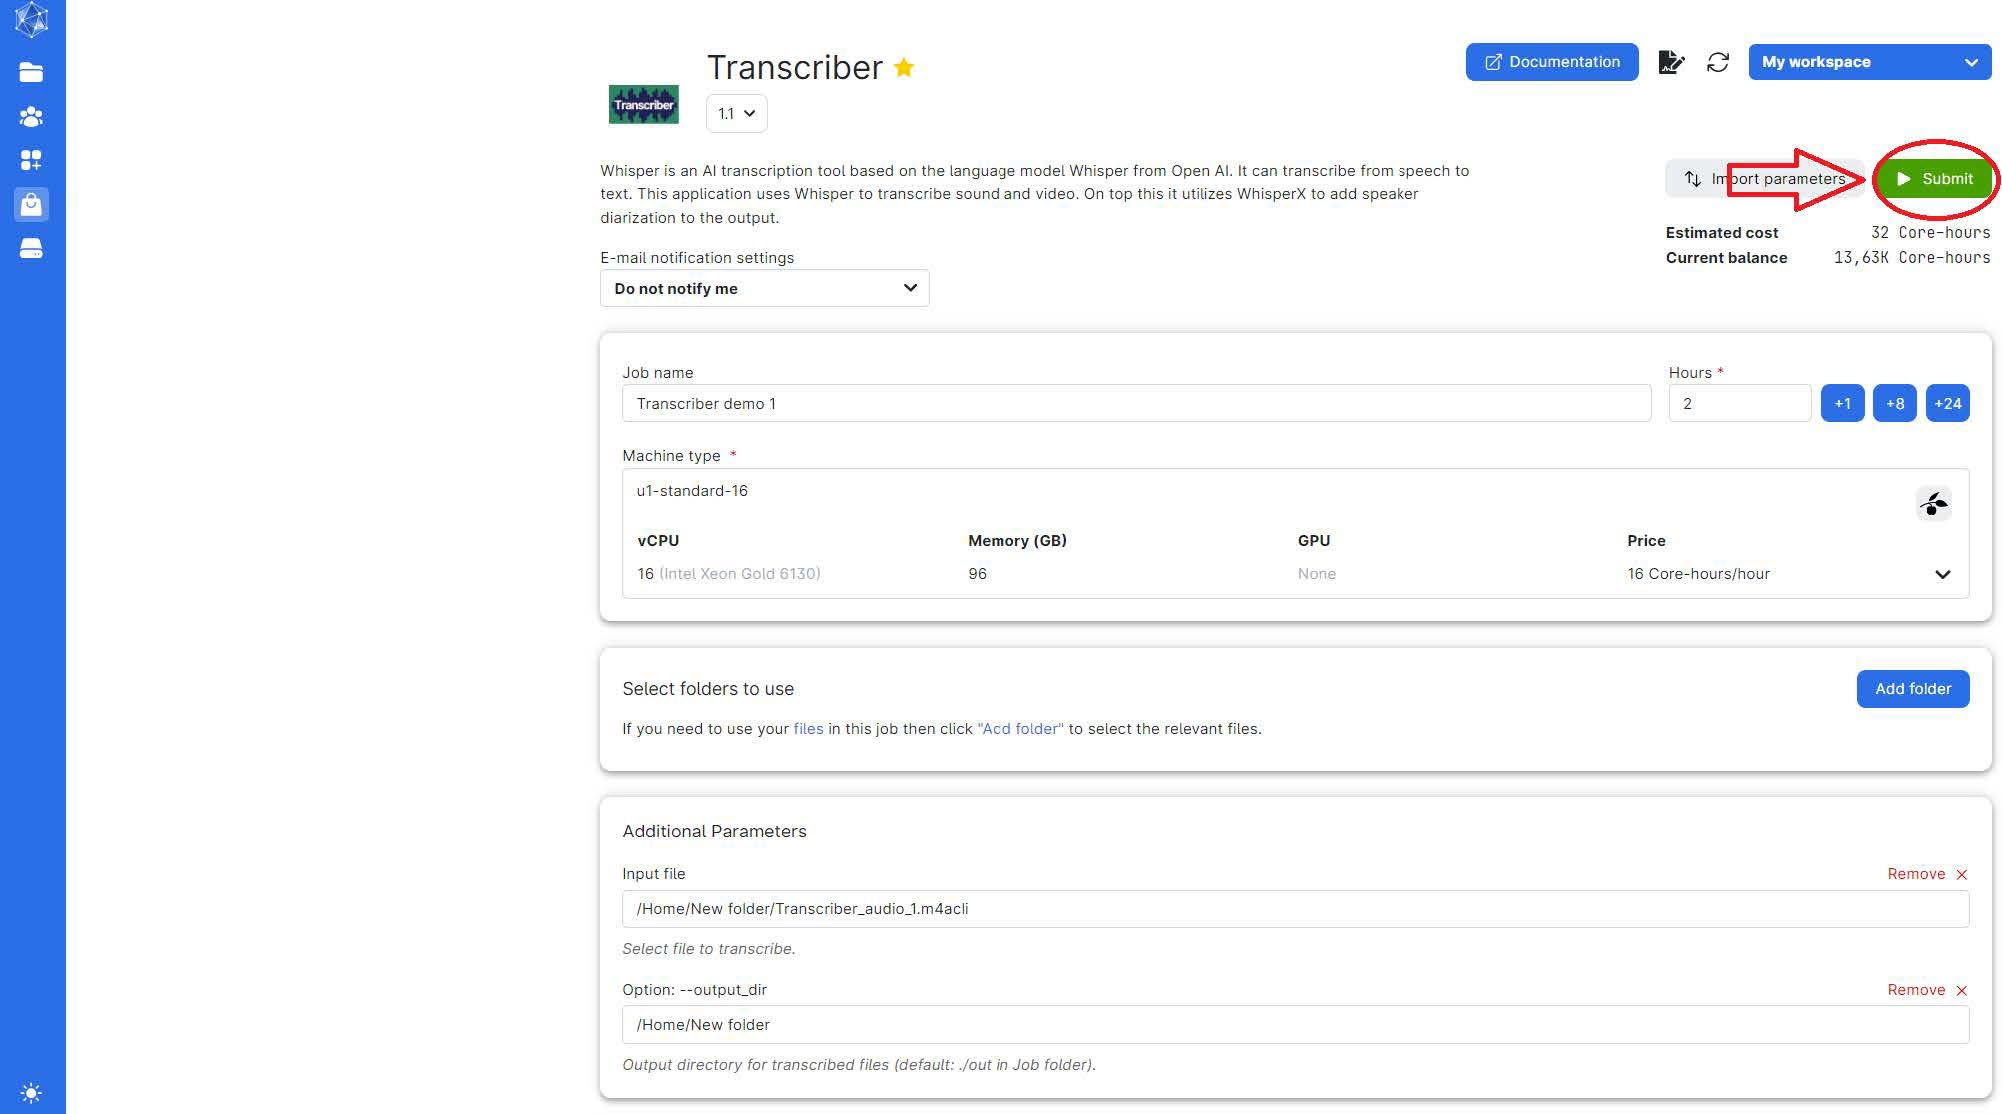 Transcriber
Documentation
My workspace
Transcriber
1.1
Whisper is an AI transcription tool based on the language model Whisper from Open AI. It can transcribe from speech to
text. This application uses Whisper to transcribe sound and video. On top this it utilizes WhisperX to add speaker
diarization to the output.
Import parameters
Submit
Estimated cost 32 Core-hours
Current balance 13,63K Core-hours
E-mail notification settings
Do not notify me
Job name
Hours *
Transcriber demo 1
2
+1
+8
+24
Machine type *
u1-standard-16
vCPU Memory (GB) GPU Price
16 (Intel Xeon Gold 6130) 96 None 16 Core-hours/hour
Select folders to use
Add folder
If you need to use your files in this job then click "Acd folder" to select the relevant files.
Additional Parameters
Input file
Remove ×
/Home/New folder/Transcriber_audio_1.m4acli
Select file to transcribe.
Option: --output_dir
Remove ×
/Home/New folder
Output directory for transcribed files (default: ./out in Job folder).